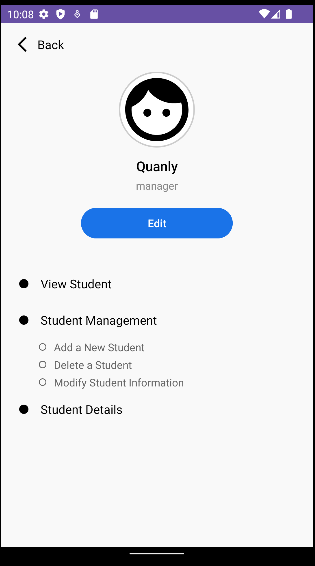 10:08
Back
Quanly
manager
Edit
View Student
Student Management
Add a New Student
Delete a Student
Modify Student Information
Student Details